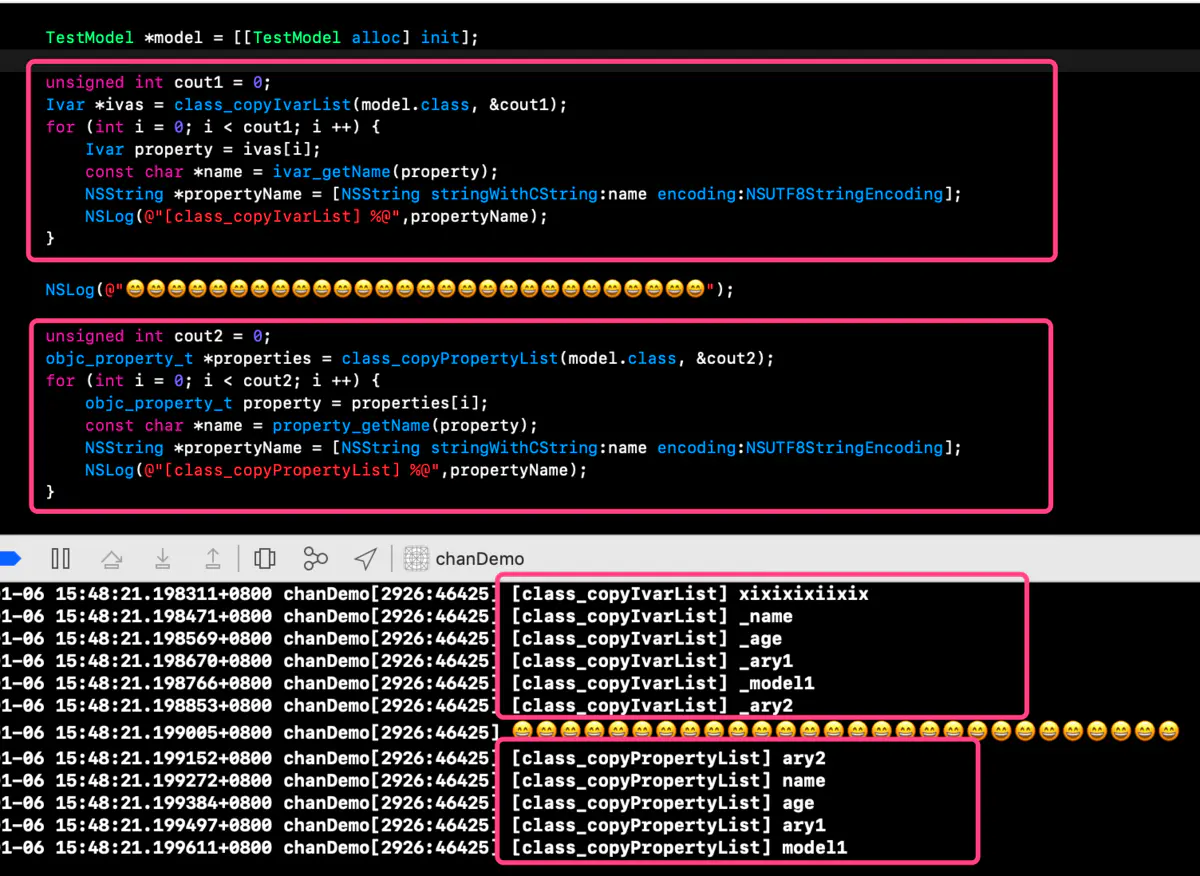 TestModel *model = [[TestModel alloc] init];
unsigned int cout1 = 0;
Ivar *ivas = class_copyIvarList(model.class, &cout1);
for (int i = 0; i < cout1; i ++) {
Ivar property = ivas[i];
const char *name = ivar_getName(property);
NSString *propertyName = [NSString stringWithCString:name encoding:NSUTF8StringEncoding];
NSLog(@"[class_copyIvarList] %@",propertyName);
}
NSLog(@"😄😄😄😄😄😄😄😄😄😄😄😄😄😄😄😄😄😄😄😄😄😄😄😄😄😄😄😄");
unsigned int cout2 = 0;
objc_property_t *properties = class_copyPropertyList(model.class, &cout2);
for (int i = 0; i < cout2; i ++) {
objc_property_t property = properties[i];
const char *name = property_getName(property);
NSString *propertyName = [NSString stringWithCString:name encoding:NSUTF8StringEncoding];
NSLog(@"[class_copyPropertyList] %@",propertyName);
}
chanDemo
1-06 15:48:21.198311+0800 chanDemo[2926:46425] [class_copyIvarList] xixixixiixix
1-06 15:48:21.198471+0800 chanDemo[2926:46425] [class_copyIvarList] _name
1-06 15:48:21.198569+0800 chanDemo[2926:46425] [class_copyIvarList] _age
1-06 15:48:21.198670+0800 chanDemo[2926:46425] [class_copyIvarList] _ary1
1-06 15:48:21.198766+0800 chanDemo[2926:46425] [class_copyIvarList] _model1
1-06 15:48:21.198853+0800 chanDemo[2926:46425] [class_copyIvarList] _ary2
1-06 15:48:21.199005+0800 chanDemo[2926:46425] 😄😄😄😄😄😄😄😄😄😄😄😄😄😄😄😄😄😄😄😄😄😄😄😄😄😄😄😄
1-06 15:48:21.199152+0800 chanDemo[2926:46425] [class_copyPropertyList] ary2
1-06 15:48:21.199272+0800 chanDemo[2926:46425] [class_copyPropertyList] name
1-06 15:48:21.199384+0800 chanDemo[2926:46425] [class_copyPropertyList] age
1-06 15:48:21.199497+0800 chanDemo[2926:46425] [class_copyPropertyList] ary1
1-06 15:48:21.199611+0800 chanDemo[2926:46425] [class_copyPropertyList] model1